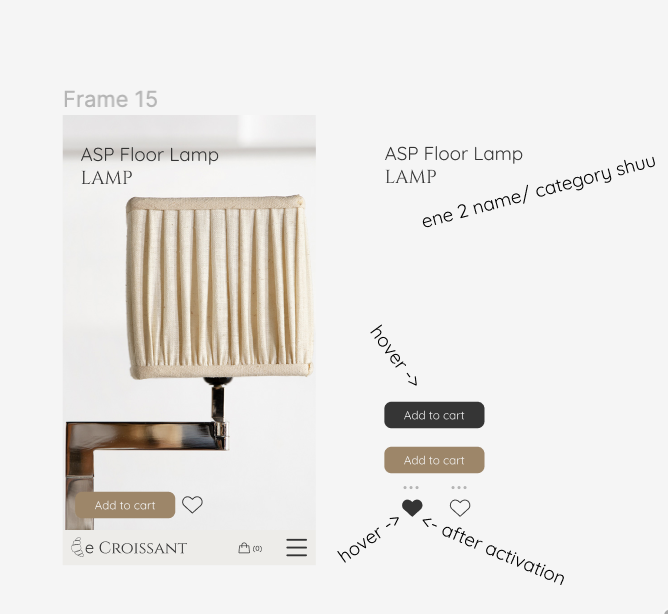 Frame 15
ASP Floor Lamp
LAMP
Add to cart
e CROISSANT
(0)
ASP Floor Lamp
LAMP
ene 2 name/ category shuu
hover ->
Add to cart
Add to cart
hover ->
<- after activation